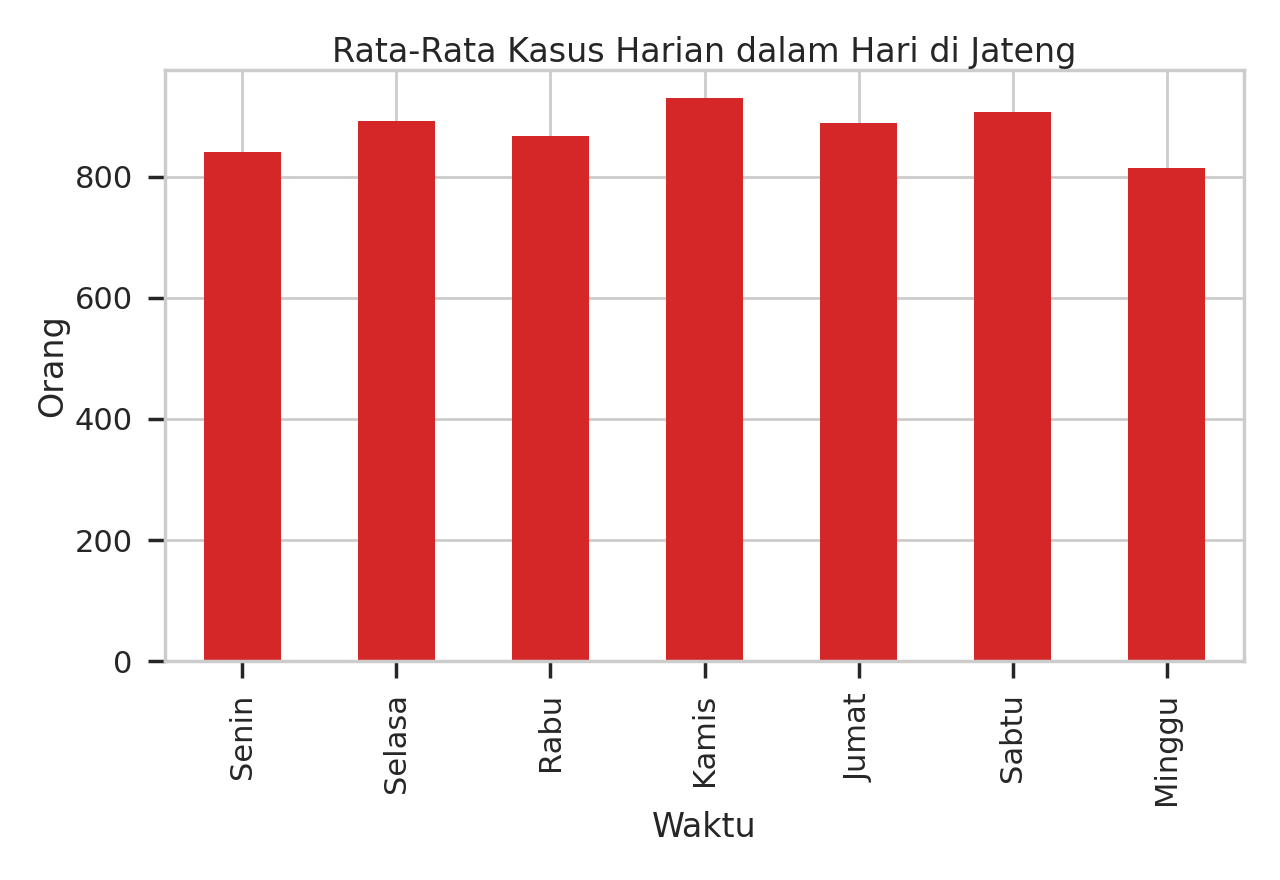 Rata-Rata Kasus Harian dalam Hari di Jateng
Orang
800
600
400
200
0
Senin
Selasa
Rabu
Kamis
Jumat
Sabtu
Minggu
Waktu